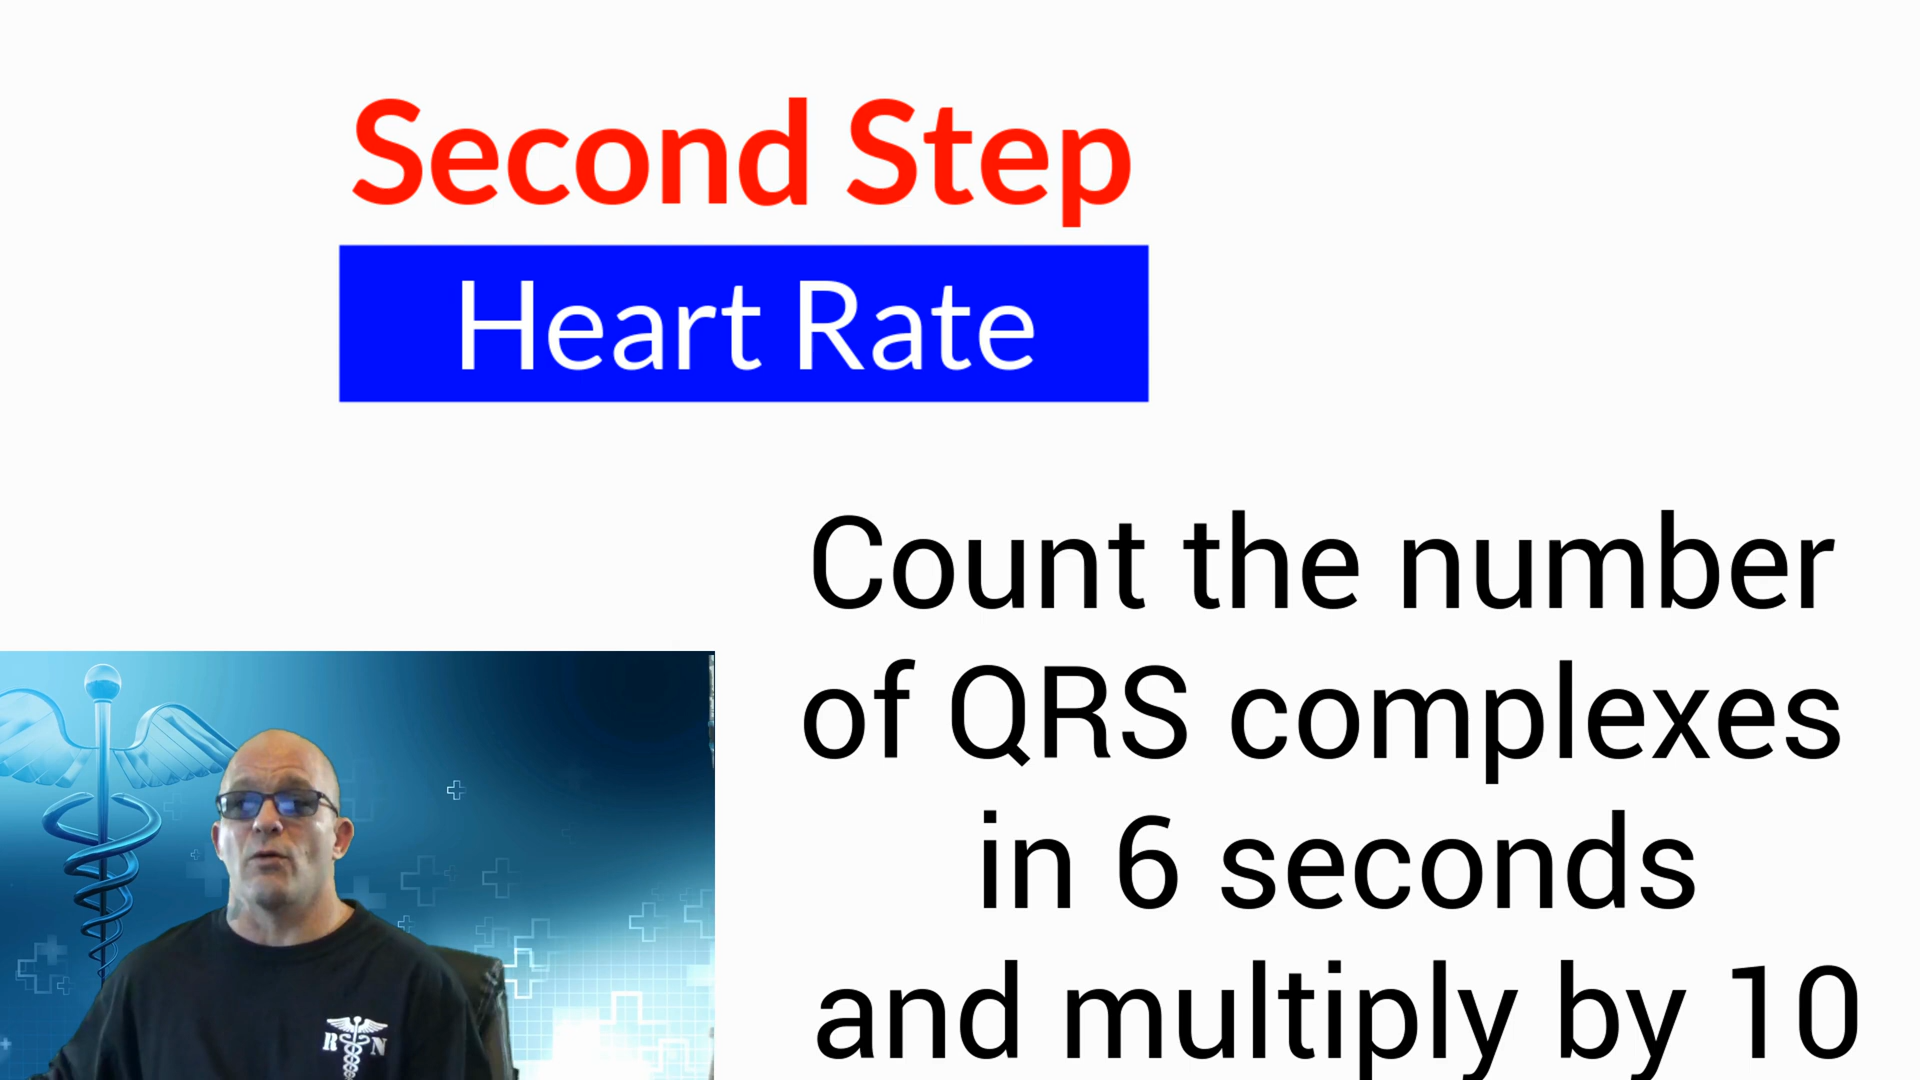 Second Step
Heart Rate
Count the number
of QRS complexes
in 6 seconds
and multiply by 10
R N